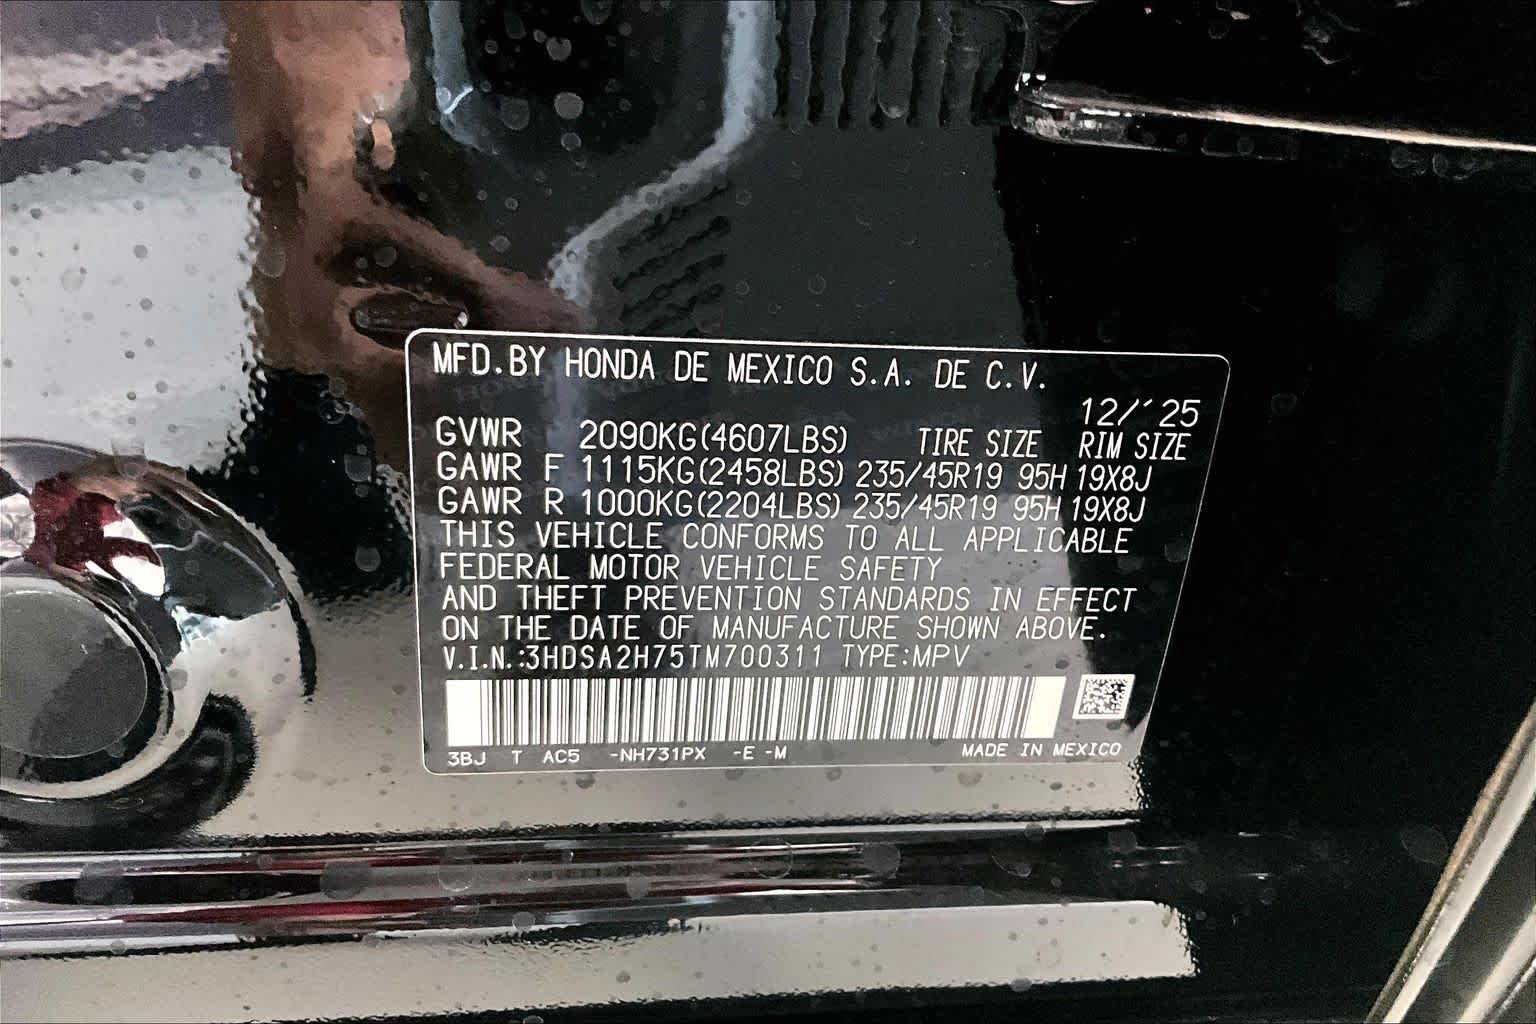 MFD.BY HONDA DE MEXICO S.A. DE C.V.
12/´25
GVWR 2090KG(4607LBS) TIRE SIZE RIM SIZE
GAWR F 1115KG(2458LBS) 235/45R19 95H 19X8J
GAWR R 1000KG(2204LBS) 235/45R19 95H 19X8J
THIS VEHICLE CONFORMS TO ALL APPLICABLE
FEDERAL MOTOR VEHICLE SAFETY
AND THEFT PREVENTION STANDARDS IN EFFECT
ON THE DATE OF MANUFACTURE SHOWN ABOVE.
V.I.N.:3HDSA2H75TM700311 TYPE:MPV
3BJ T AC5 -NH731PX -E -M MADE IN MEXICO